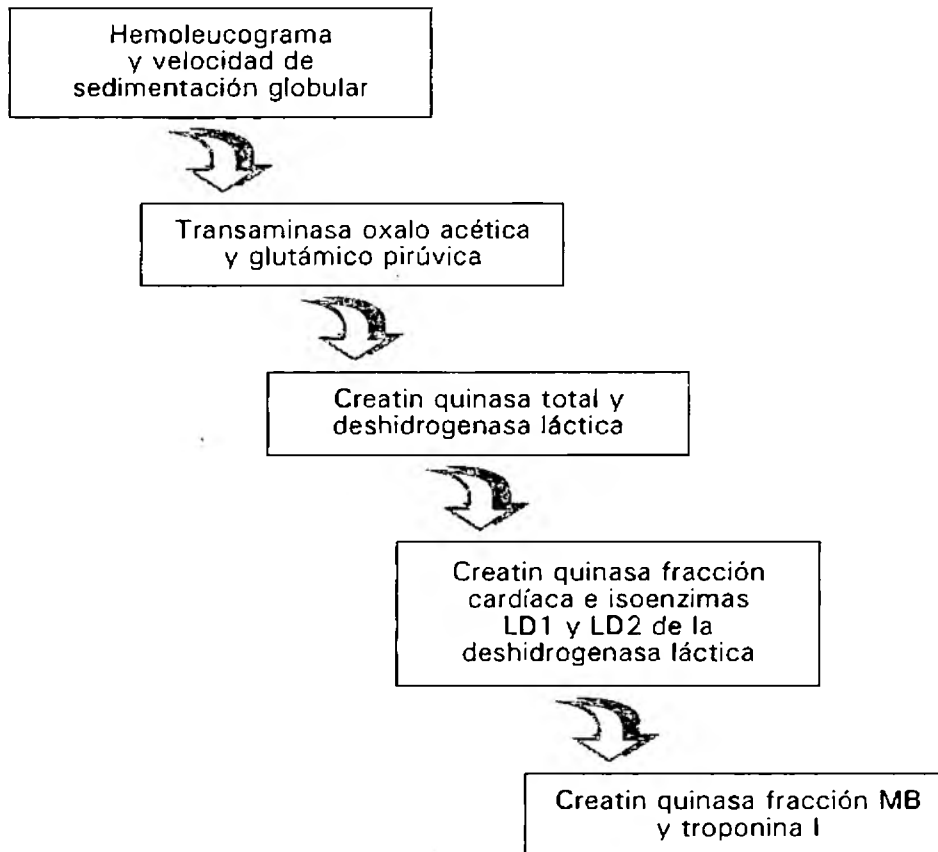 Hemoleucograma
y velocidad de
sedimentación globular
Transaminasa oxalo acética
y glutámico pirúvica
Creatin quinasa total y
deshidrogenasa láctica
Creatin quinasa fracción
cardíaca e isoenzimas
LD1 y LD2 de la
deshidrogenasa láctica
Creatin quinasa fracción MB
y troponina I